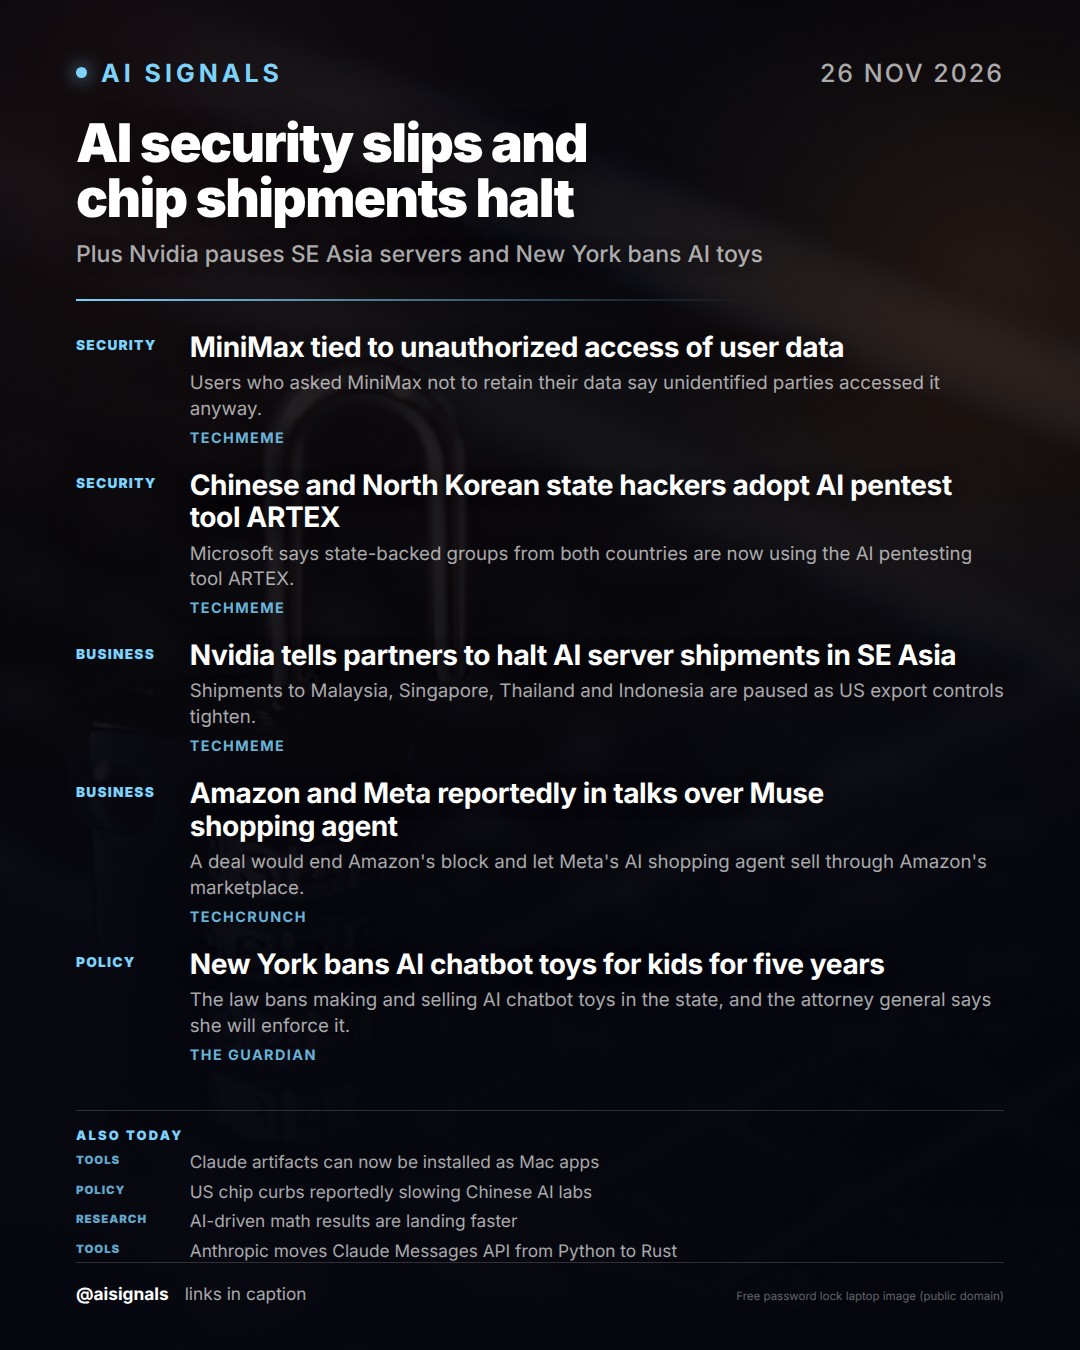 AI SIGNALS
26 NOV 2026
AI security slips and
chip shipments halt
Plus Nvidia pauses SE Asia servers and New York bans AI toys
SECURITY
MiniMax tied to unauthorized access of user data
Users who asked MiniMax not to retain their data say unidentified parties accessed it
anyway.
TECHMEME
SECURITY
Chinese and North Korean state hackers adopt AI pentest
tool ARTEX
Microsoft says state-backed groups from both countries are now using the AI pentesting
tool ARTEX.
TECHMEME
BUSINESS
Nvidia tells partners to halt AI server shipments in SE Asia
Shipments to Malaysia, Singapore, Thailand and Indonesia are paused as US export controls
tighten.
TECHMEME
BUSINESS
Amazon and Meta reportedly in talks over Muse
shopping agent
A deal would end Amazon's block and let Meta's AI shopping agent sell through Amazon's
marketplace.
TECHCRUNCH
POLICY
New York bans AI chatbot toys for kids for five years
The law bans making and selling AI chatbot toys in the state, and the attorney general says
she will enforce it.
THE GUARDIAN
ALSO TODAY
TOOLS
Claude artifacts can now be installed as Mac apps
POLICY
US chip curbs reportedly slowing Chinese AI labs
RESEARCH
AI-driven math results are landing faster
TOOLS
Anthropic moves Claude Messages API from Python to Rust
@aisignals links in caption
Free password lock laptop image (public domain)